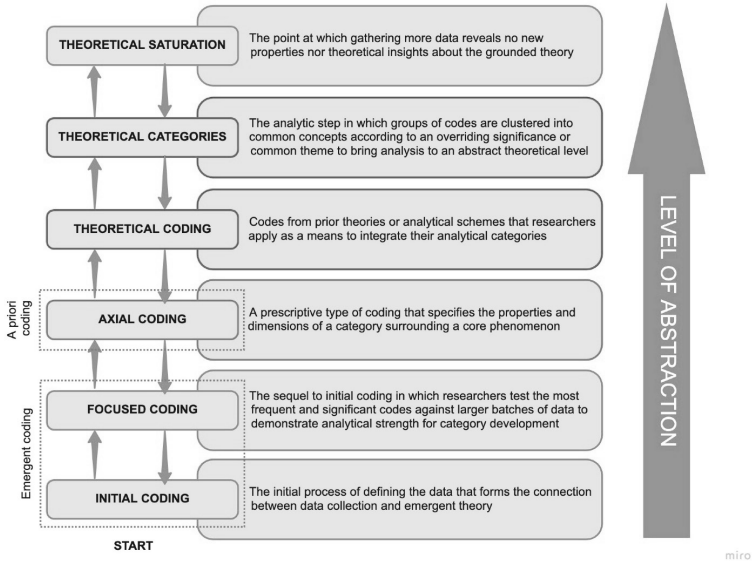 THEORETICAL SATURATION
The point at which gathering more data reveals no new
properties nor theoretical insights about the grounded theory
THEORETICAL CATEGORIES
The analytic step in which groups of codes are clustered into
common concepts according to an overriding significance or
common theme to bring analysis to an abstract theoretical level
THEORETICAL CODING
Codes from prior theories or analytical schemes that researchers
apply as a means to integrate their analytical categories
A priori
coding
AXIAL CODING
A prescriptive type of coding that specifies the properties and
dimensions of a category surrounding a core phenomenon
Emergent coding
FOCUSED CODING
The sequel to initial coding in which researchers test the most
frequent and significant codes against larger batches of data to
demonstrate analytical strength for category development
INITIAL CODING
The initial process of defining the data that forms the connection
between data collection and emergent theory
START
LEVEL OF ABSTRACTION
miro